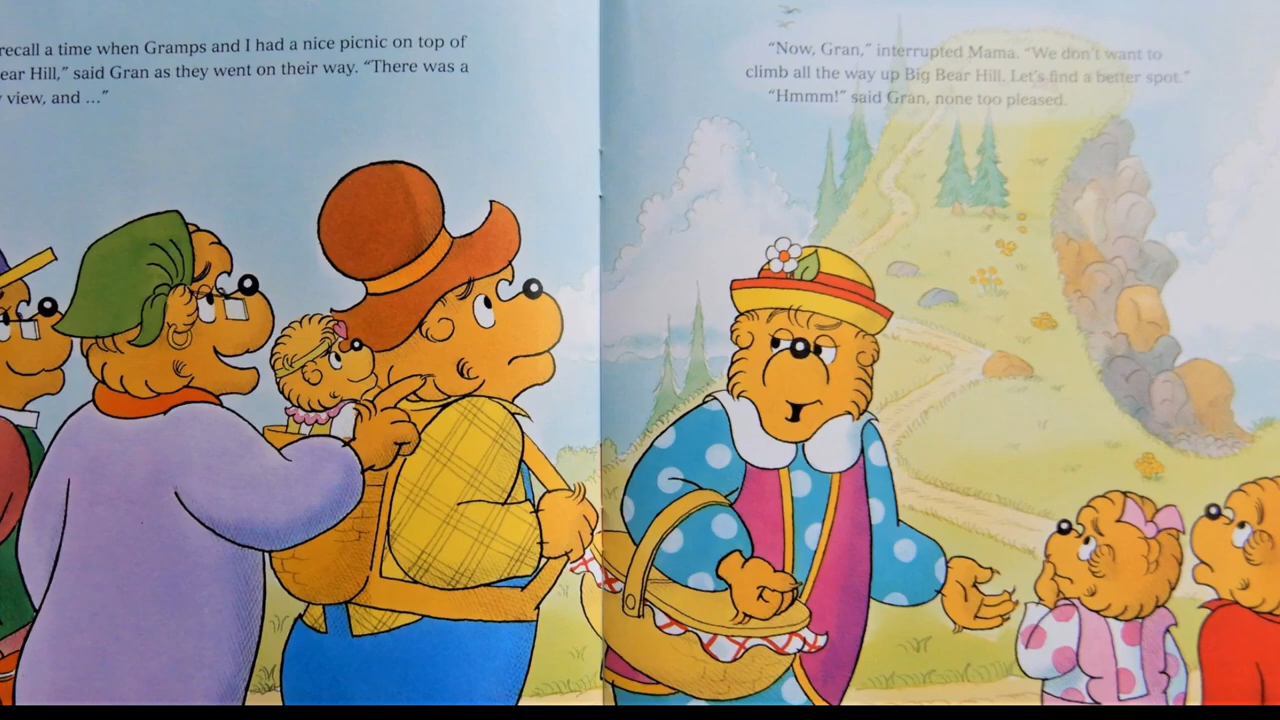 recall a time when Gramps and I had a nice picnic on top of
ear Hill,” said Gran as they went on their way. “There was a
view, and ...”
“Now, Gran,” interrupted Mama. “We don't want to
climb all the way up Big Bear Hill. Let's find a better spot.”
“Hmmm!” said Gran, none too pleased.